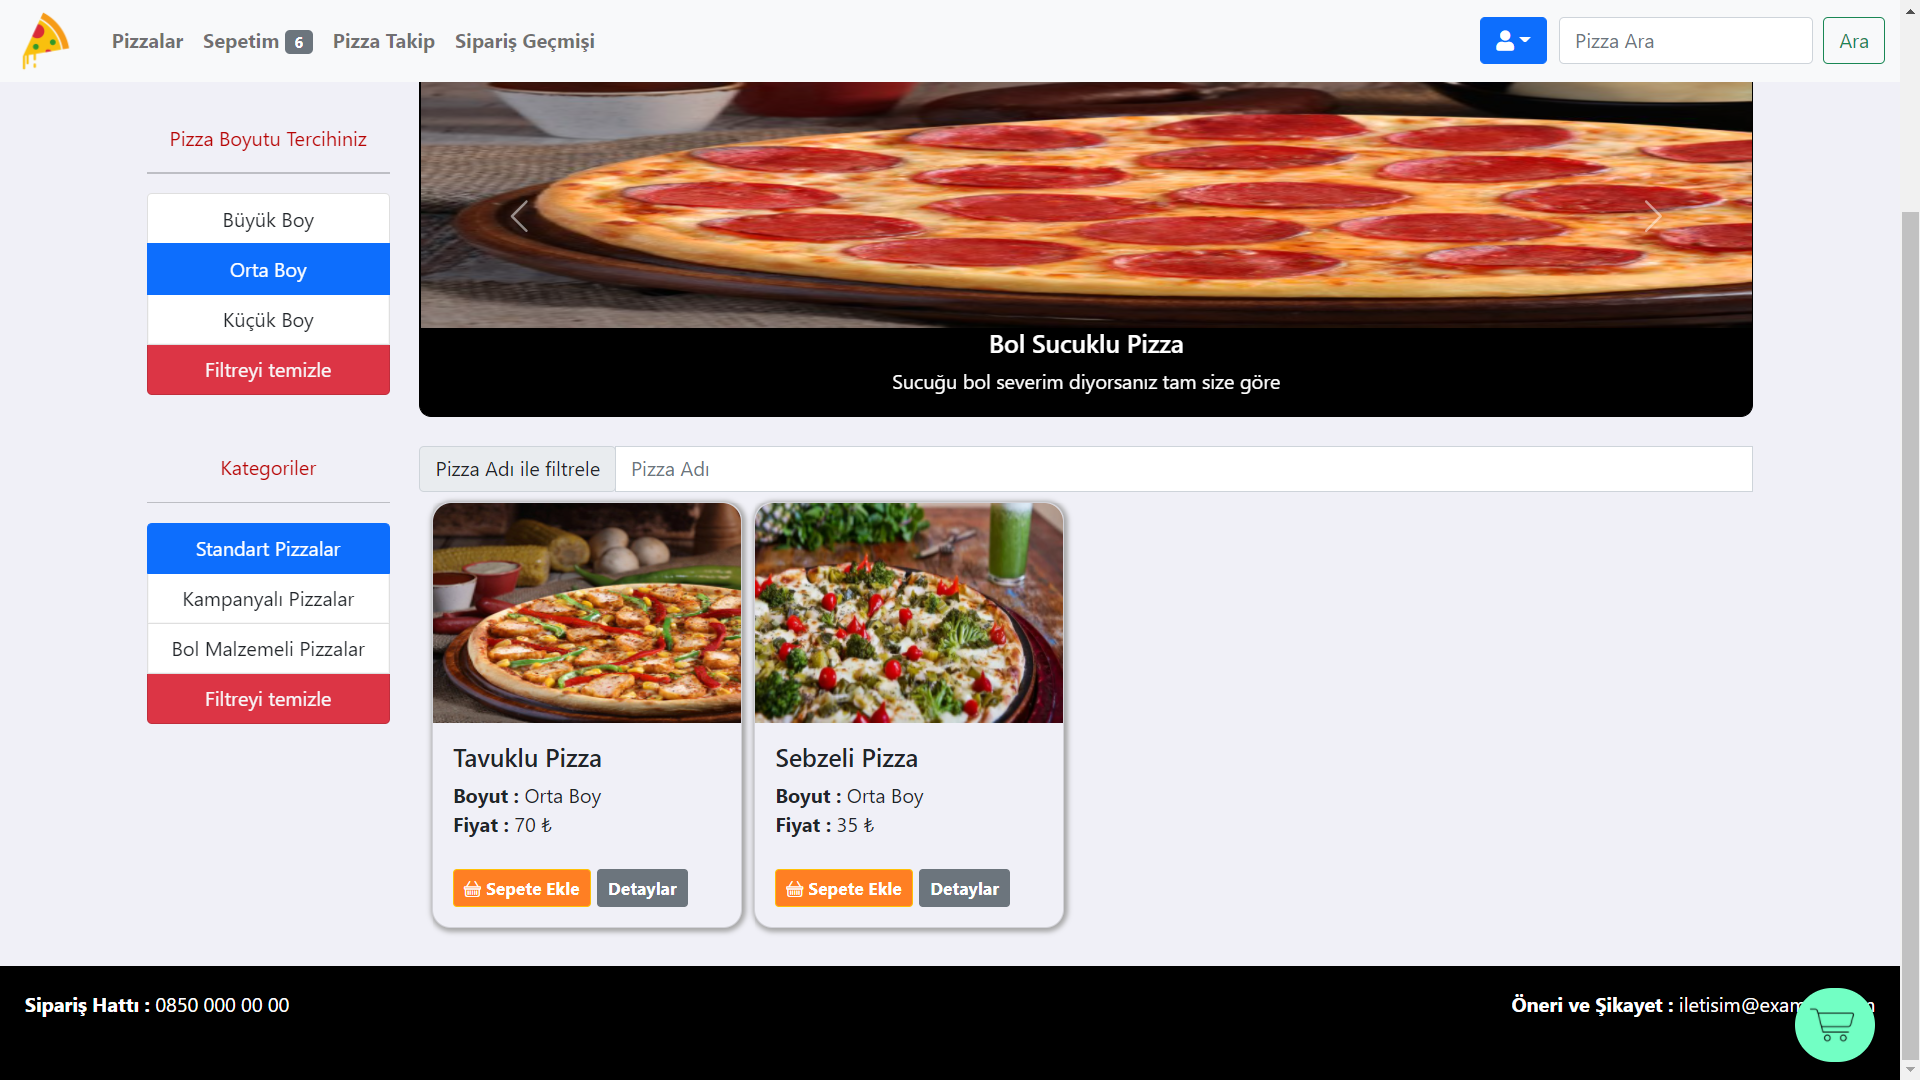 Pizzalar Sepetim 6 Pizza Takip Sipariş Geçmişi Pizza Ara Ara
Pizza Boyutu Tercihiniz
Büyük Boy
Orta Boy
Küçük Boy
Filtreyi temizle
Bol Sucuklu Pizza
Sucuğu bol severim diyorsanız tam size göre
Kategoriler
Standart Pizzalar
Kampanyalı Pizzalar
Bol Malzemeli Pizzalar
Filtreyi temizle
Pizza Adı ile filtrele Pizza Adı
Tavuklu Pizza
Boyut : Orta Boy
Fiyat : 70 ₺
Sepete Ekle Detaylar
Sebzeli Pizza
Boyut : Orta Boy
Fiyat : 35 ₺
Sepete Ekle Detaylar
Sipariş Hattı : 0850 000 00 00
Öneri ve Şikayet :